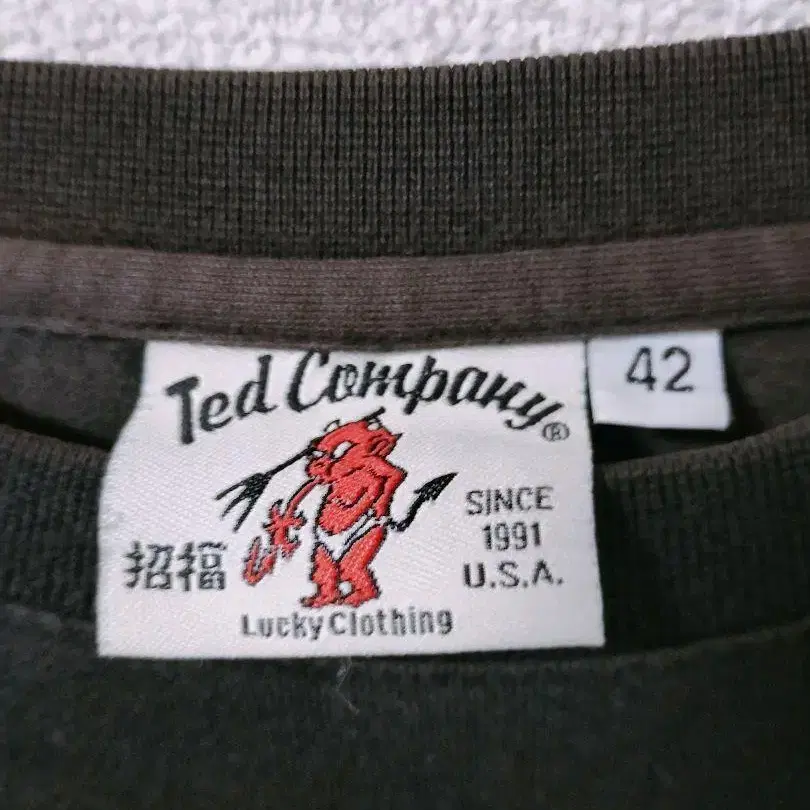 Ted Company®
42
SINCE
1991
U.S.A.
招福
Lucky Clothing